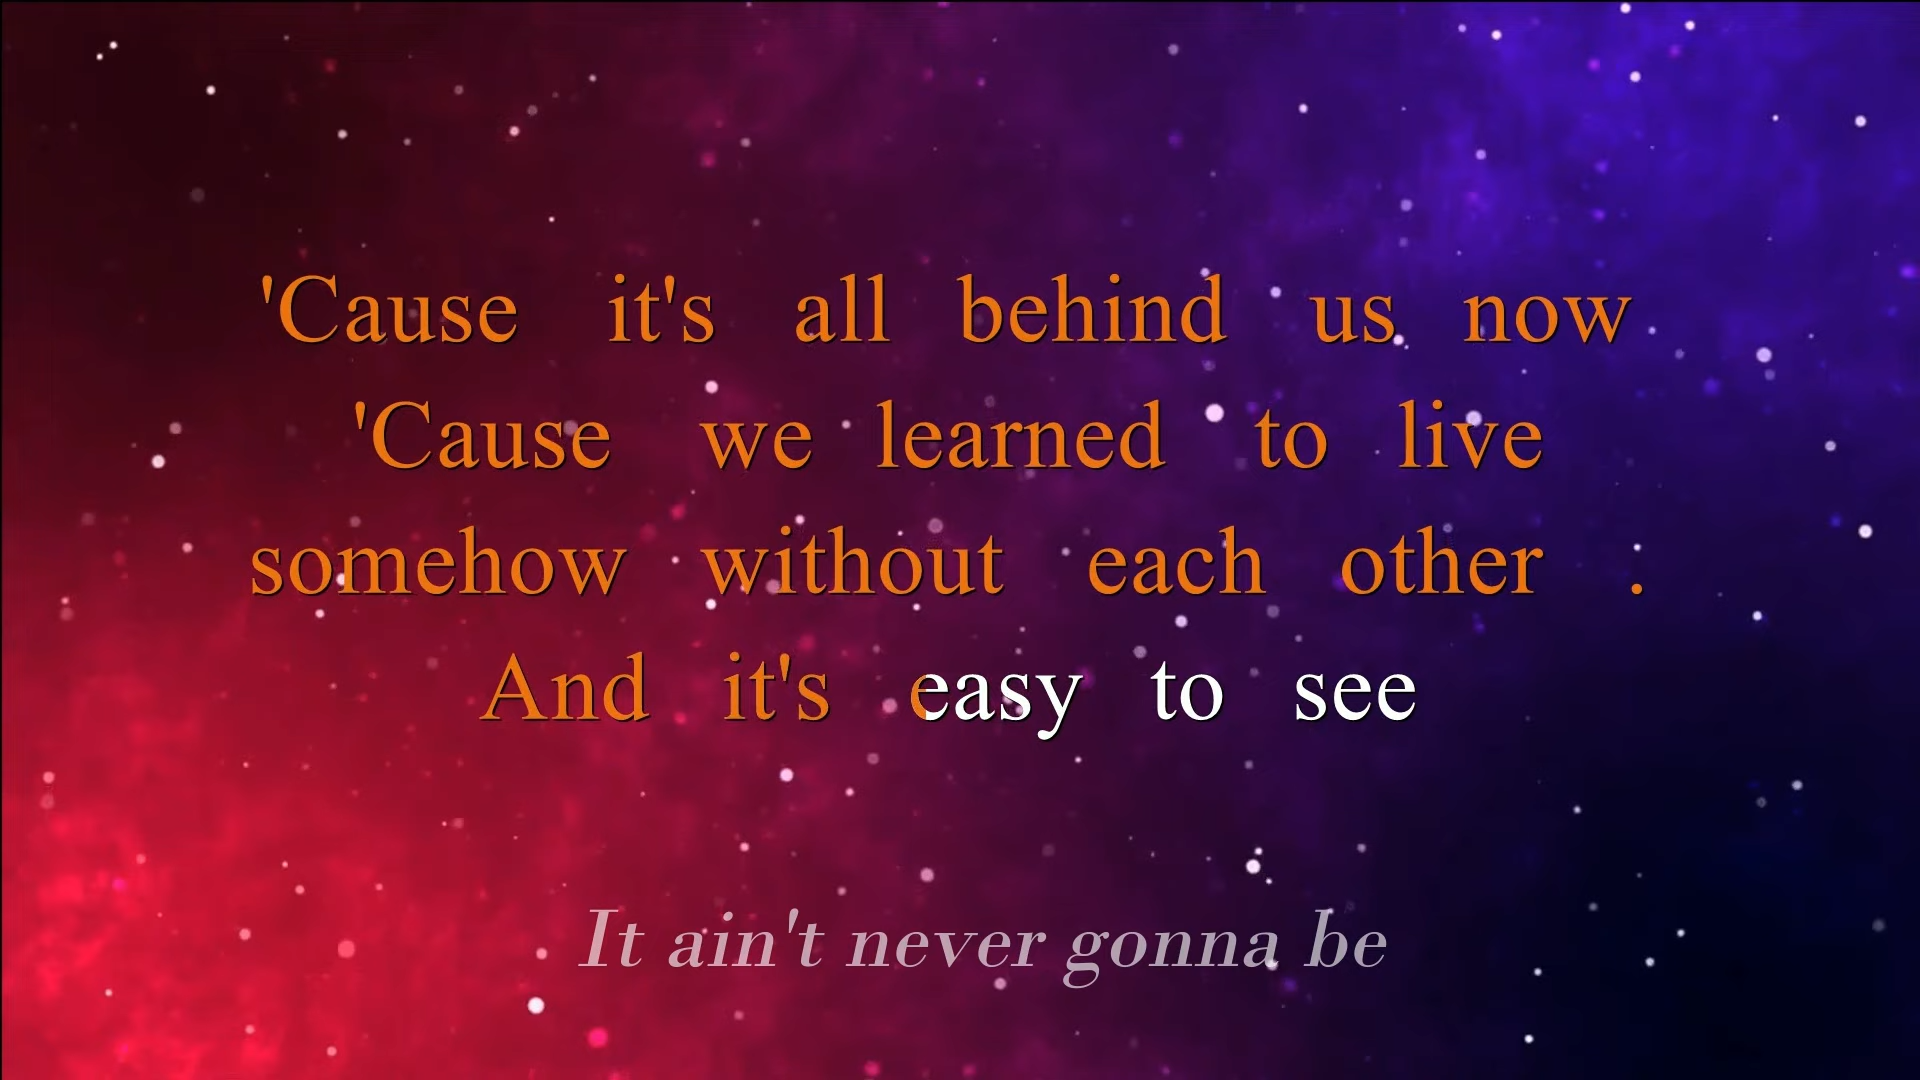 'Cause it's all behind us now
'Cause we learned to live
somehow without each other .
And it's easy to see
It ain't never gonna be